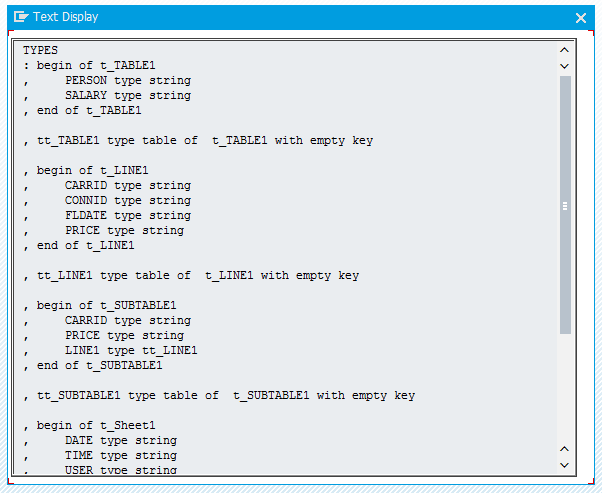 Text Display
TYPES
: begin of t_TABLE1
,     PERSON type string
,     SALARY type string
, end of t_TABLE1
, tt_TABLE1 type table of  t_TABLE1 with empty key
, begin of t_LINE1
,     CARRID type string
,     CONNID type string
,     FLDATE type string
,     PRICE type string
, end of t_LINE1
, tt_LINE1 type table of  t_LINE1 with empty key
, begin of t_SUBTABLE1
,     CARRID type string
,     PRICE type string
,     LINE1 type tt_LINE1
, end of t_SUBTABLE1
, tt_SUBTABLE1 type table of  t_SUBTABLE1 with empty key
, begin of t_Sheet1
,     DATE type string
,     TIME type string
,     USER type string